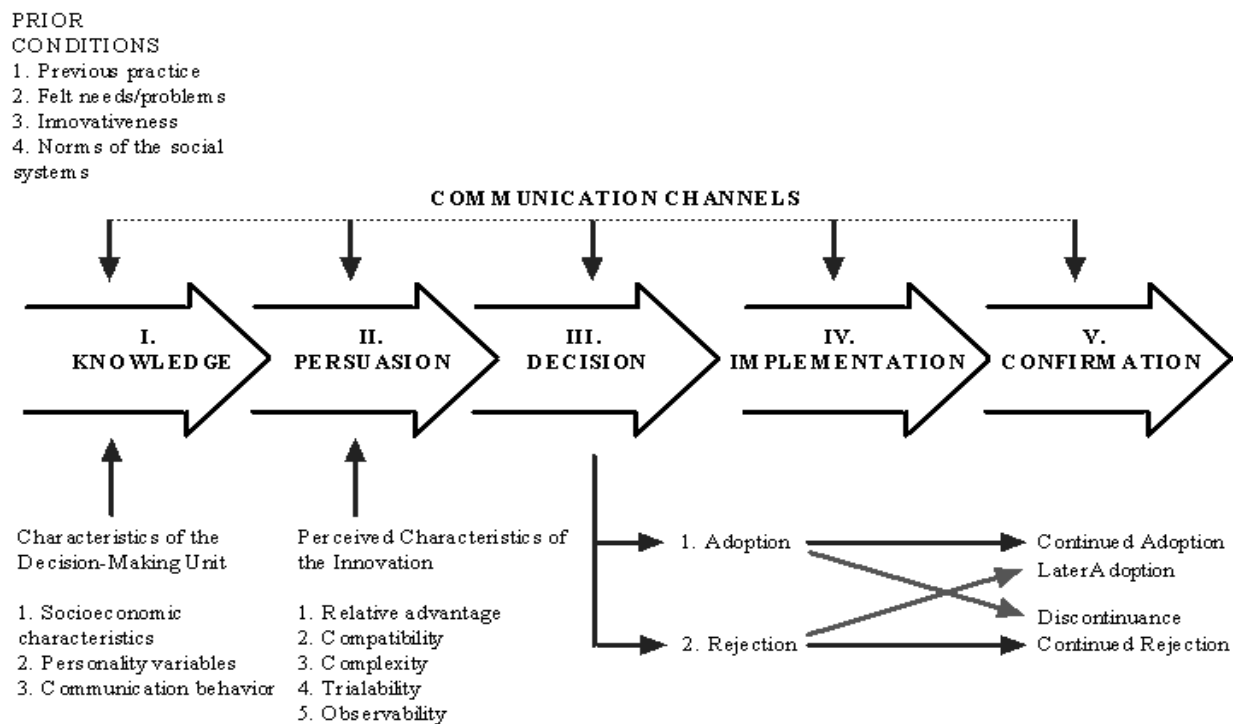 PRIOR
CONDITIONS
1. Previous practice
2. Felt needs/problems
3. Innovativeness
4. Norms of the social
systems
COMMUNICATION CHANNELS
I.
KNOWLEDGE
II.
PERSUASION
III.
DECISION
IV.
IMPLEMENTATION
V.
CONFIRMATION
Characteristics of the
Decision-Making Unit
1. Socioeconomic
characteristics
2. Personality variables
3. Communication behavior
Perceived Characteristics of
the Innovation
1. Relative advantage
2. Compatibility
3. Complexity
4. Trialability
5. Observability
1. Adoption
2. Rejection
Continued Adoption
Later Adoption
Discontinuance
Continued Rejection